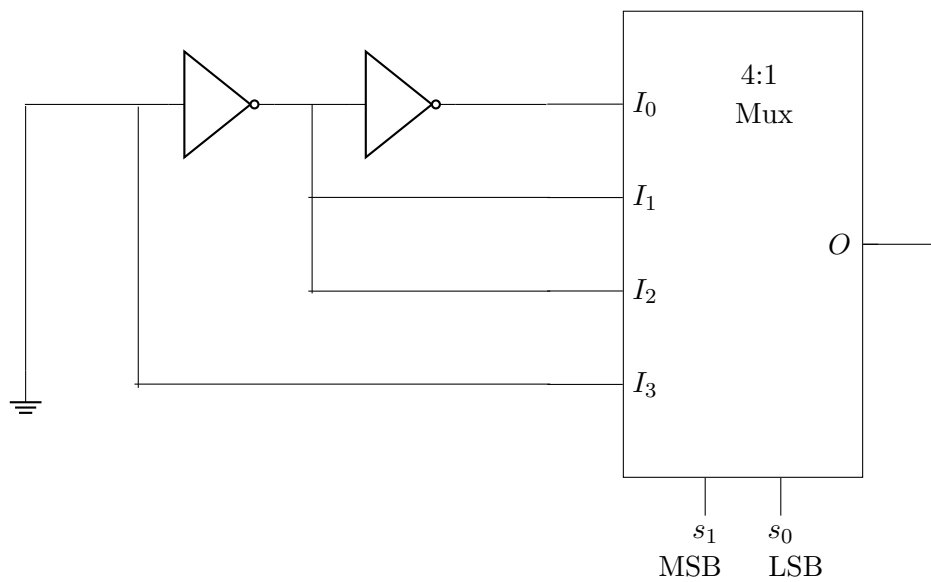 4:1
Mux
I₀
I₁
O
I₂
I₃
s₁ s₀
MSB LSB